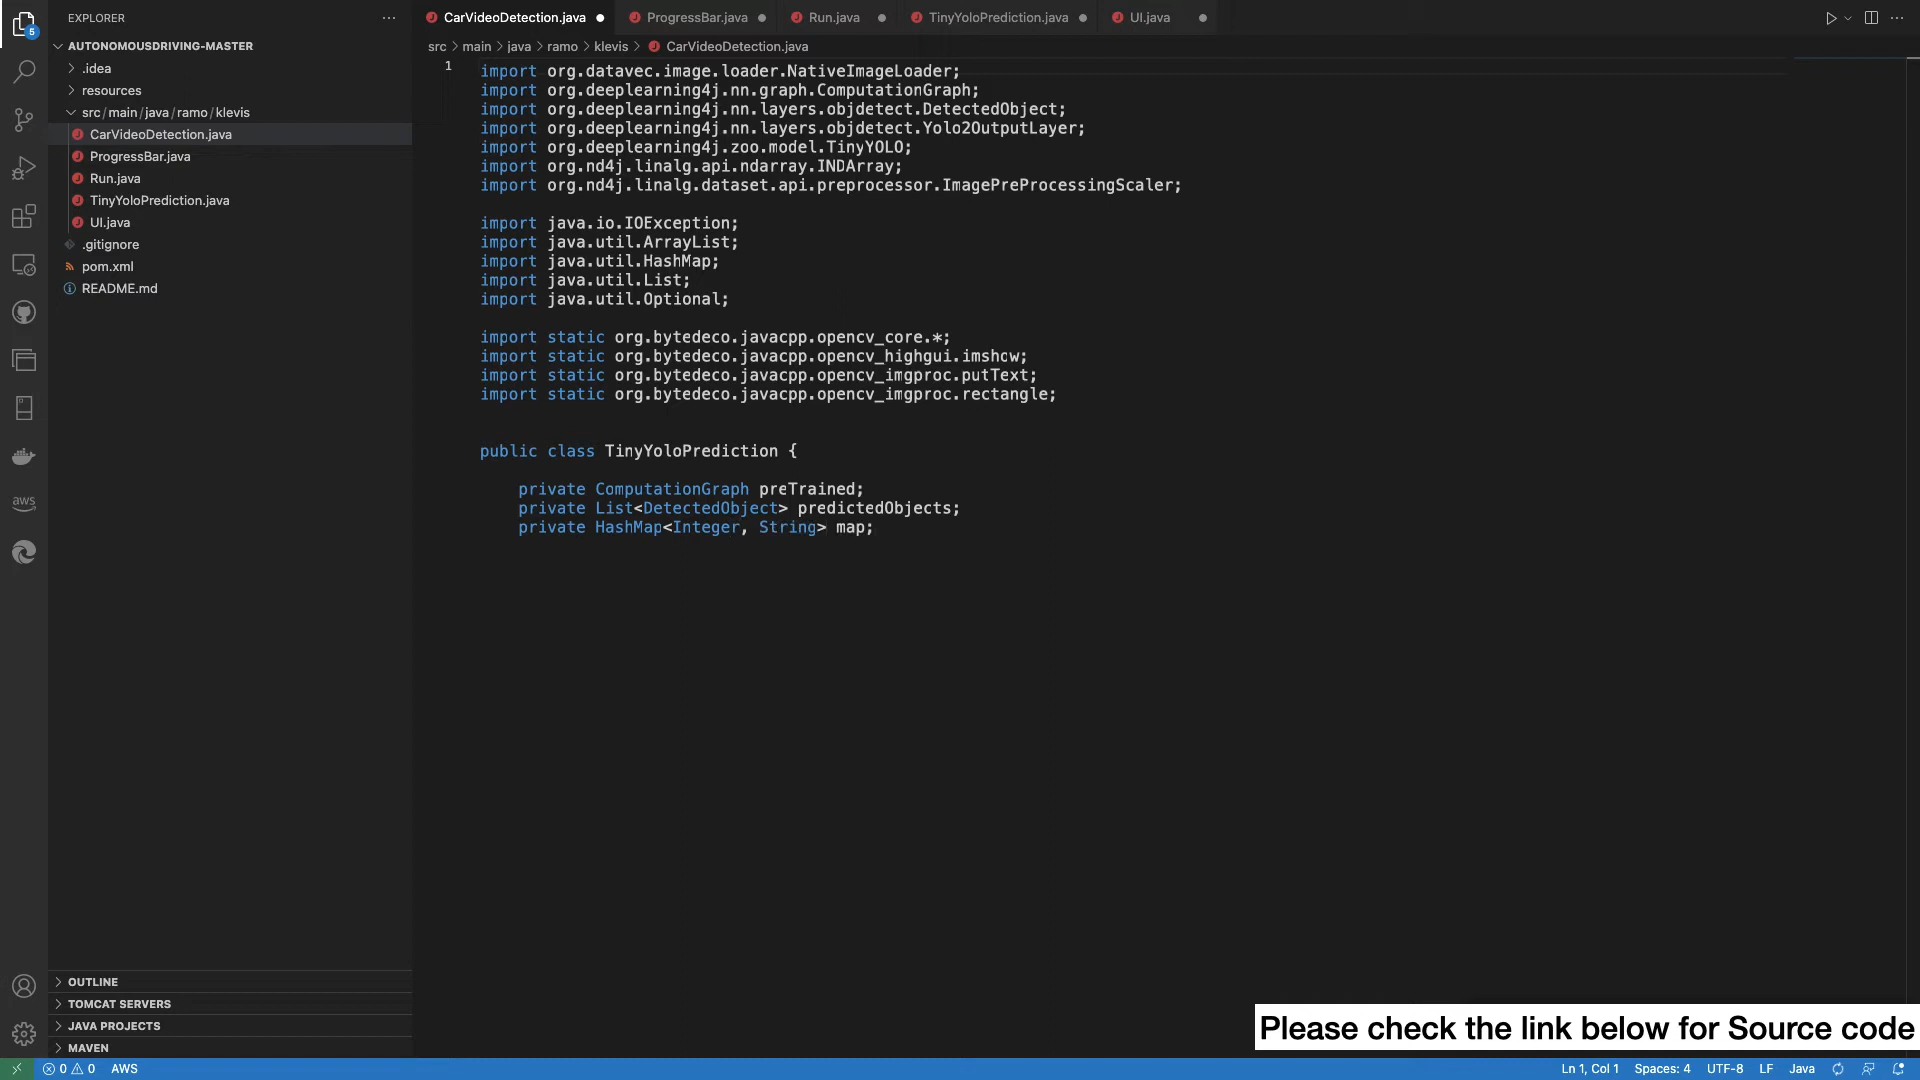 EXPLORER
AUTONOMOUSDRIVING-MASTER
.idea
resources
src/main/java/ramo/klevis
CarVideoDetection.java
ProgressBar.java
Run.java
TinyYoloPrediction.java
UI.java
.gitignore
pom.xml
README.md
OUTLINE
TOMCAT SERVERS
JAVA PROJECTS
MAVEN
5
aws
CarVideoDetection.java ProgressBar.java Run.java TinyYoloPrediction.java UI.java
src > main > java > ramo > klevis > CarVideoDetection.java
1
import org.datavec.image.loader.NativeImageLoader;
import org.deeplearning4j.nn.graph.ComputationGraph;
import org.deeplearning4j.nn.layers.objdetect.DetectedObject;
import org.deeplearning4j.nn.layers.objdetect.Yolo2OutputLayer;
import org.deeplearning4j.zoo.model.TinyYOLO;
import org.nd4j.linalg.api.ndarray.INDArray;
import org.nd4j.linalg.dataset.api.preprocessor.ImagePreProcessingScaler;
import java.io.IOException;
import java.util.ArrayList;
import java.util.HashMap;
import java.util.List;
import java.util.Optional;
import static org.bytedeco.javacpp.opencv_core.*;
import static org.bytedeco.javacpp.opencv_highgui.imshow;
import static org.bytedeco.javacpp.opencv_imgproc.putText;
import static org.bytedeco.javacpp.opencv_imgproc.rectangle;
public class TinyYoloPrediction {
private ComputationGraph preTrained;
private List<DetectedObject> predictedObjects;
private HashMap<Integer, String> map;
Please check the link below for Source code
0 0 AWS
Ln 1, Col 1 Spaces: 4 UTF-8 LF Java